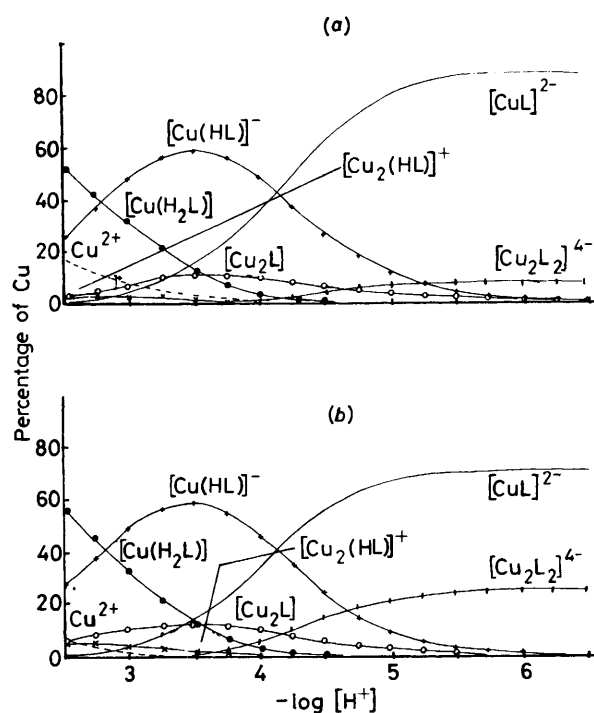 (a)
80
60
40
20
0
[Cu(HL)]⁻
[CuL]²⁻
[Cu₂(HL)]⁺
[Cu(H₂L)]
Cu²⁺
[Cu₂L]
[Cu₂L₂]⁴⁻
Percentage of Cu
(b)
80
60
40
20
0
[Cu(HL)]⁻
[CuL]²⁻
[Cu(H₂L)]
[Cu₂(HL)]⁺
[Cu₂L₂]⁴⁻
Cu²⁺
[Cu₂L]
3 4 5 6
−log [H⁺]